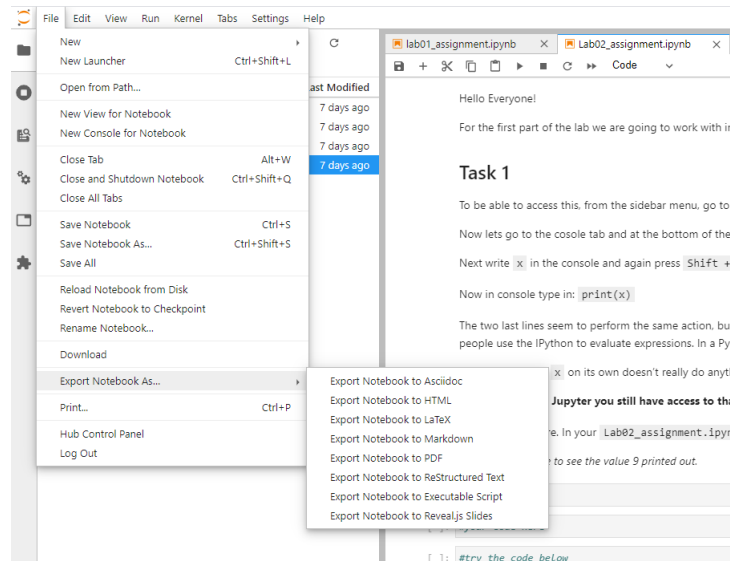 File Edit View Run Kernel Tabs Settings Help
New
New Launcher Ctrl+Shift+L
Open from Path...
New View for Notebook
New Console for Notebook
Close Tab Alt+W
Close and Shutdown Notebook Ctrl+Shift+Q
Close All Tabs
Save Notebook Ctrl+S
Save Notebook As... Ctrl+Shift+S
Save All
Reload Notebook from Disk
Revert Notebook to Checkpoint
Rename Notebook...
Download
Export Notebook As...
Print... Ctrl+P
Hub Control Panel
Log Out
Export Notebook to Asciidoc
Export Notebook to HTML
Export Notebook to LaTeX
Export Notebook to Markdown
Export Notebook to PDF
Export Notebook to ReStructured Text
Export Notebook to Executable Script
Export Notebook to Reveal.js Slides
ast Modified
7 days ago
7 days ago
7 days ago
7 days ago
lab01_assignment.ipynb Lab02_assignment.ipynb
Code
Hello Everyone!
For the first part of the lab we are going to work with
Task 1
To be able to access this, from the sidebar menu, go to
Now lets go to the cosole tab and at the bottom of the
Next write x in the console and again press Shift +
Now in console type in: print(x)
The two last lines seem to perform the same action, bu
people use the IPython to evaluate expressions. In a Py
x on its own doesn't really do anyt
Jupyter you still have access to tha
re. In your Lab02_assignment.ipyn
to see the value 9 printed out.
[ ]: #try the code below